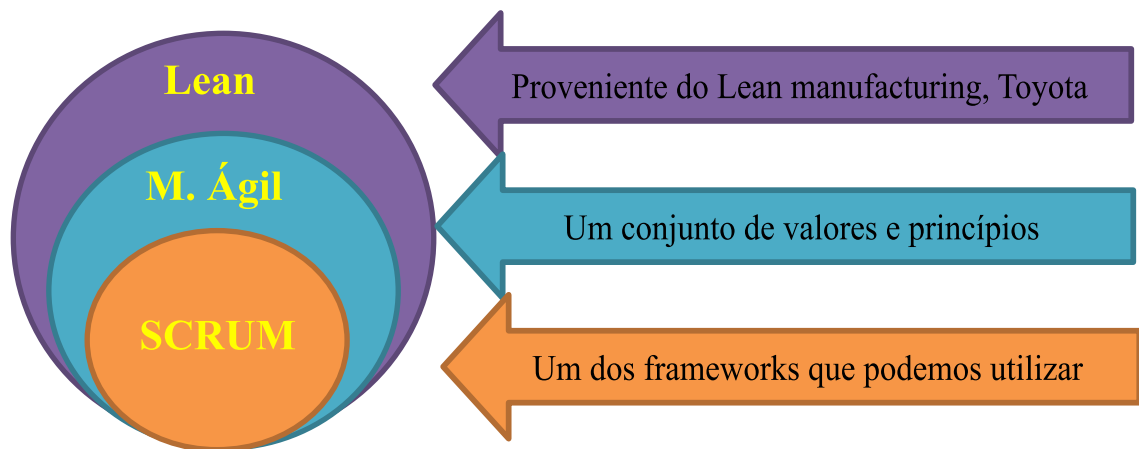 Lean
Proveniente do Lean manufacturing, Toyota
M. Ágil
Um conjunto de valores e princípios
SCRUM
Um dos frameworks que podemos utilizar